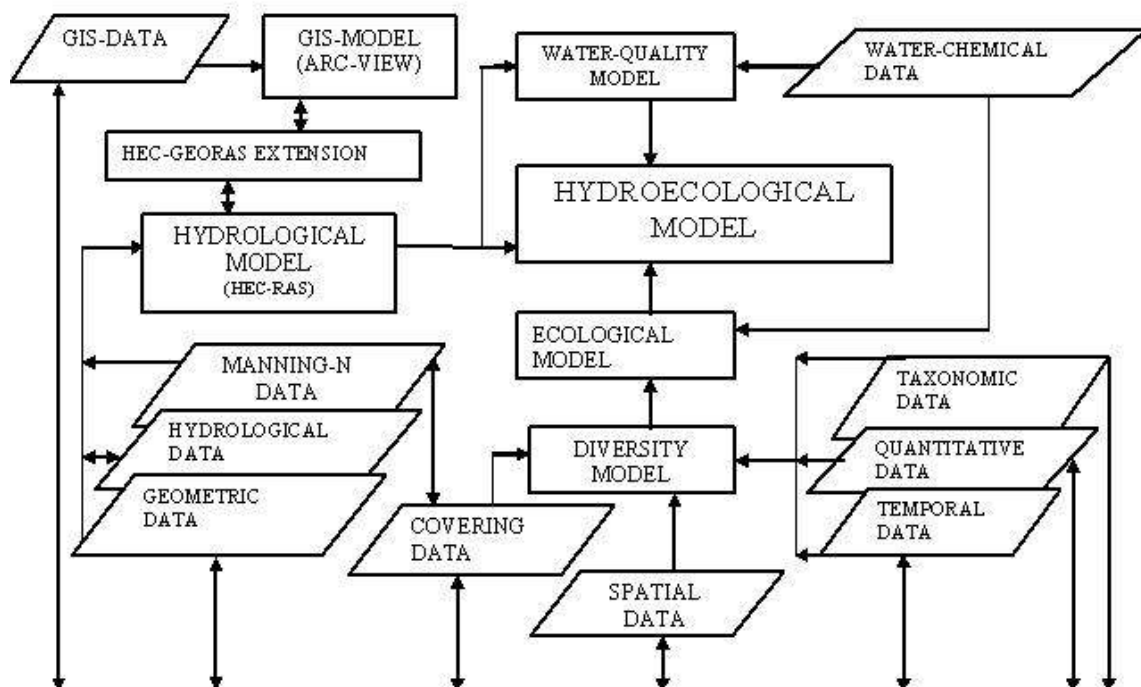 GIS-DATA
GIS-MODEL
(ARC-VIEW)
WATER-QUALITY
MODEL
WATER-CHEMICAL
DATA
HEC-GEORAS EXTENSION
HYDROECOLOGICAL
MODEL
HYDROLOGICAL
MODEL
(HEC-RAS)
ECOLOGICAL
MODEL
MANNING-N
DATA
TAXONOMIC
DATA
HYDROLOGICAL
DATA
DIVERSITY
MODEL
QUANTITATIVE
DATA
GEOMETRIC
DATA
COVERING
DATA
TEMPORAL
DATA
SPATIAL
DATA